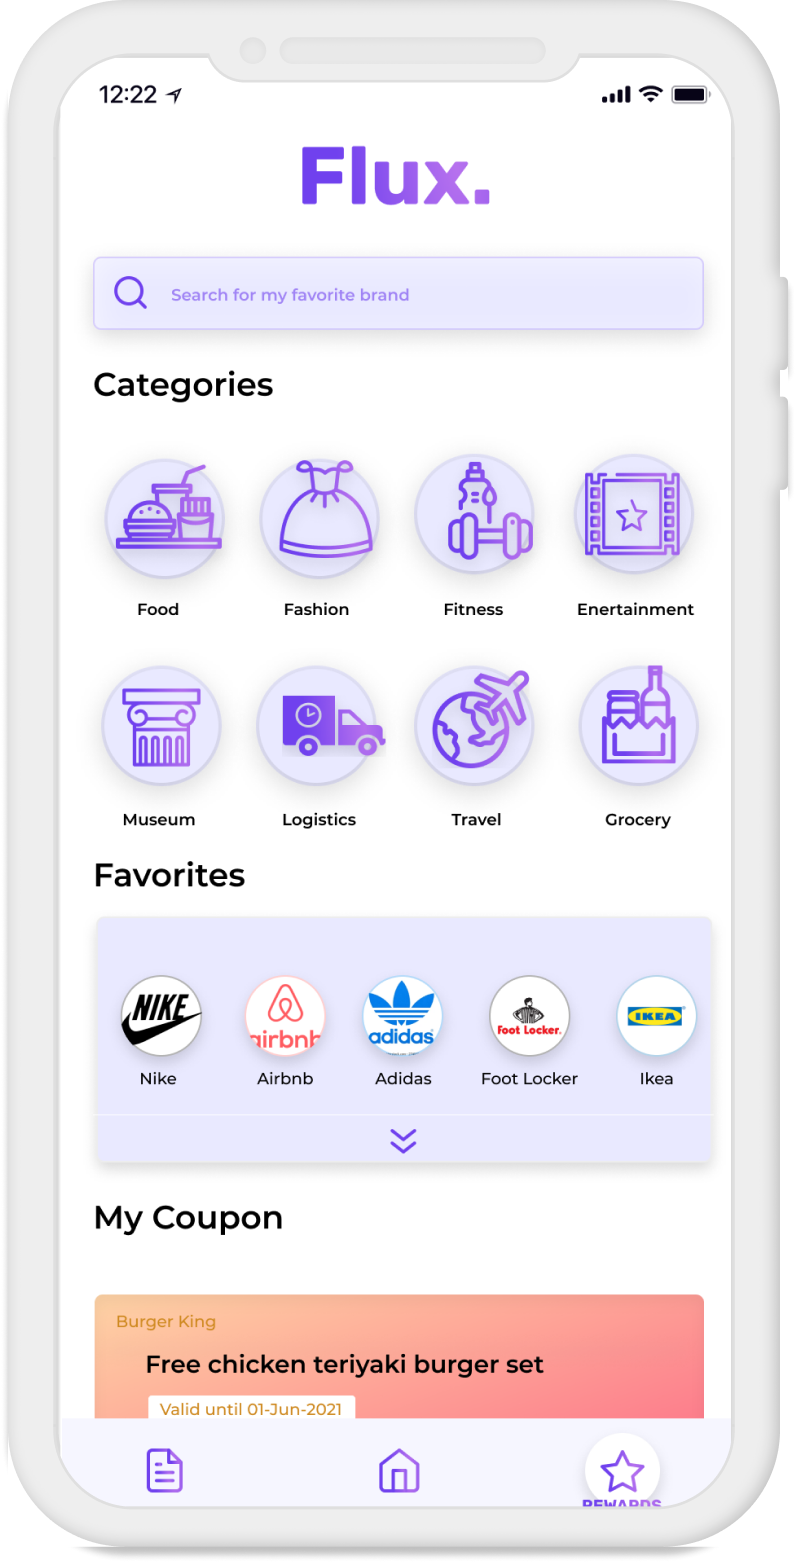 12:22
Flux.
Search for my favorite brand
Categories
Food Fashion Fitness Enertainment
Museum Logistics Travel Grocery
Favorites
NIKE airbnb adidas Foot Locker. IKEA
Nike Airbnb Adidas Foot Locker Ikea
My Coupon
Burger King
Free chicken teriyaki burger set
Valid until 01-Jun-2021
REWARDS